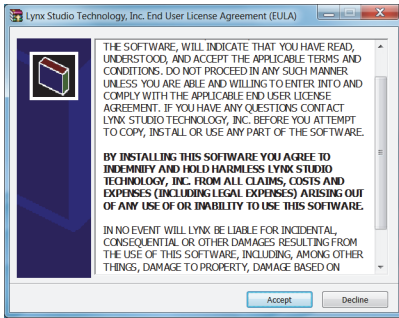 Lynx Studio Technology, Inc. End User License Agreement (EULA)
THE SOFTWARE, WILL INDICATE THAT YOU HAVE READ,
UNDERSTOOD, AND ACCEPT THE APPLICABLE TERMS AND
CONDITIONS. DO NOT PROCEED IN ANY SUCH MANNER
UNLESS YOU ARE ABLE AND WILLING TO ENTER INTO AND
COMPLY WITH THE APPLICABLE END USER LICENSE
AGREEMENT. IF YOU HAVE ANY QUESTIONS CONTACT
LYNX STUDIO TECHNOLOGY, INC. BEFORE YOU ATTEMPT
TO COPY, INSTALL OR USE ANY PART OF THE SOFTWARE.
BY INSTALLING THIS SOFTWARE YOU AGREE TO
INDEMNIFY AND HOLD HARMLESS LYNX STUDIO
TECHNOLOGY, INC. FROM ALL CLAIMS, COSTS AND
EXPENSES (INCLUDING LEGAL EXPENSES) ARISING OUT
OF ANY USE OF OR INABILITY TO USE THIS SOFTWARE.
IN NO EVENT WILL LYNX BE LIABLE FOR INCIDENTAL,
CONSEQUENTIAL OR OTHER DAMAGES RESULTING FROM
THE USE OF THIS SOFTWARE, INCLUDING, AMONG OTHER
THINGS, DAMAGE TO PROPERTY, DAMAGE BASED ON
Accept Decline